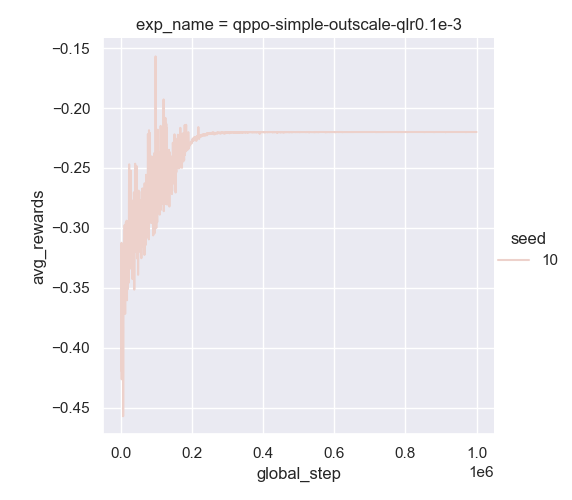 exp_name = qppo-simple-outscale-qlr0.1e-3
−0.15
−0.20
−0.25
−0.30
−0.35
−0.40
−0.45
avg_rewards
0.0 0.2 0.4 0.6 0.8 1.0
1e6
global_step
seed
10